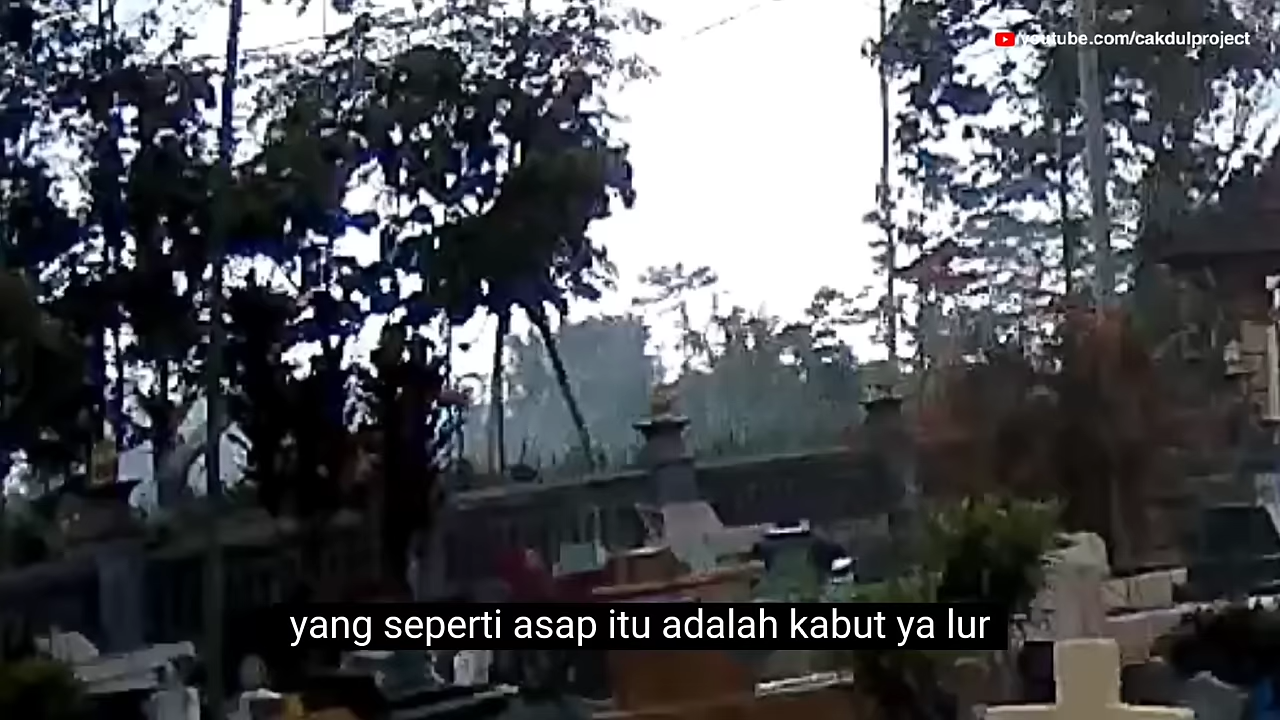 youtube.com/cakdulproject
yang seperti asap itu adalah kabut ya lur